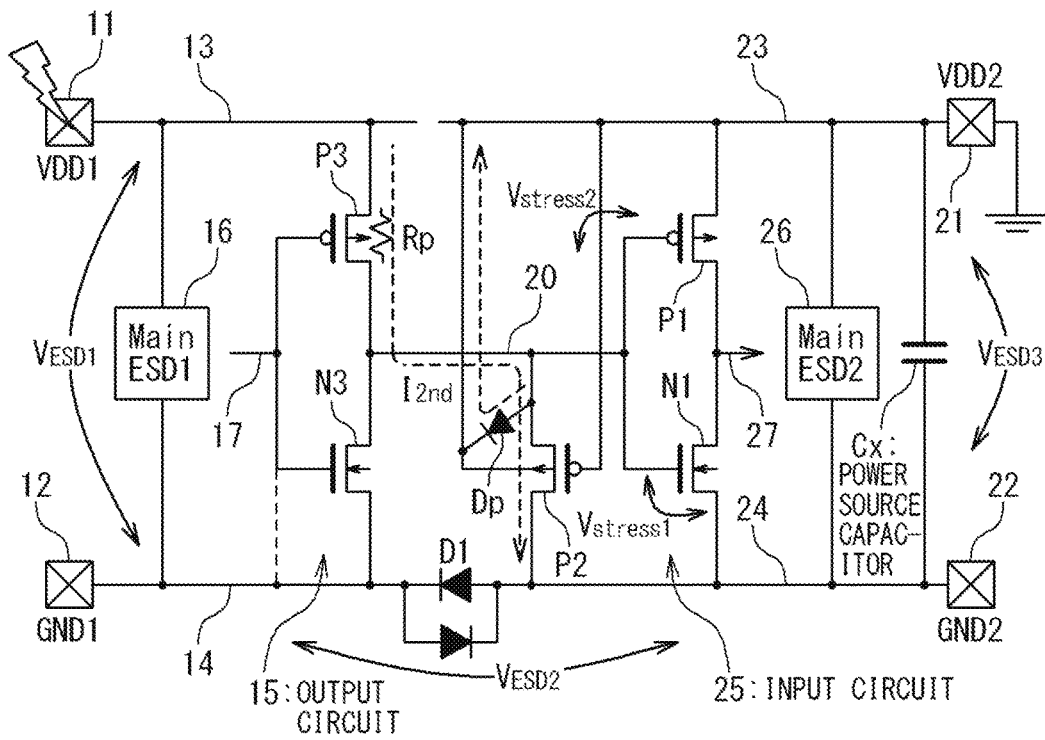 11
13
23
VDD2
VDD1
P3
Vstress2
21
16
Rp
26
20
Main
ESD1
P1
Main
ESD2
VESD1
VESD3
I2nd
N3
N1
17
27
Dp
Cx:
POWER
SOURCE
CAPAC-
ITOR
12
22
Vstress1
24
D1
P2
GND1
GND2
14
VESD2
15:OUTPUT
CIRCUIT
25:INPUT CIRCUIT